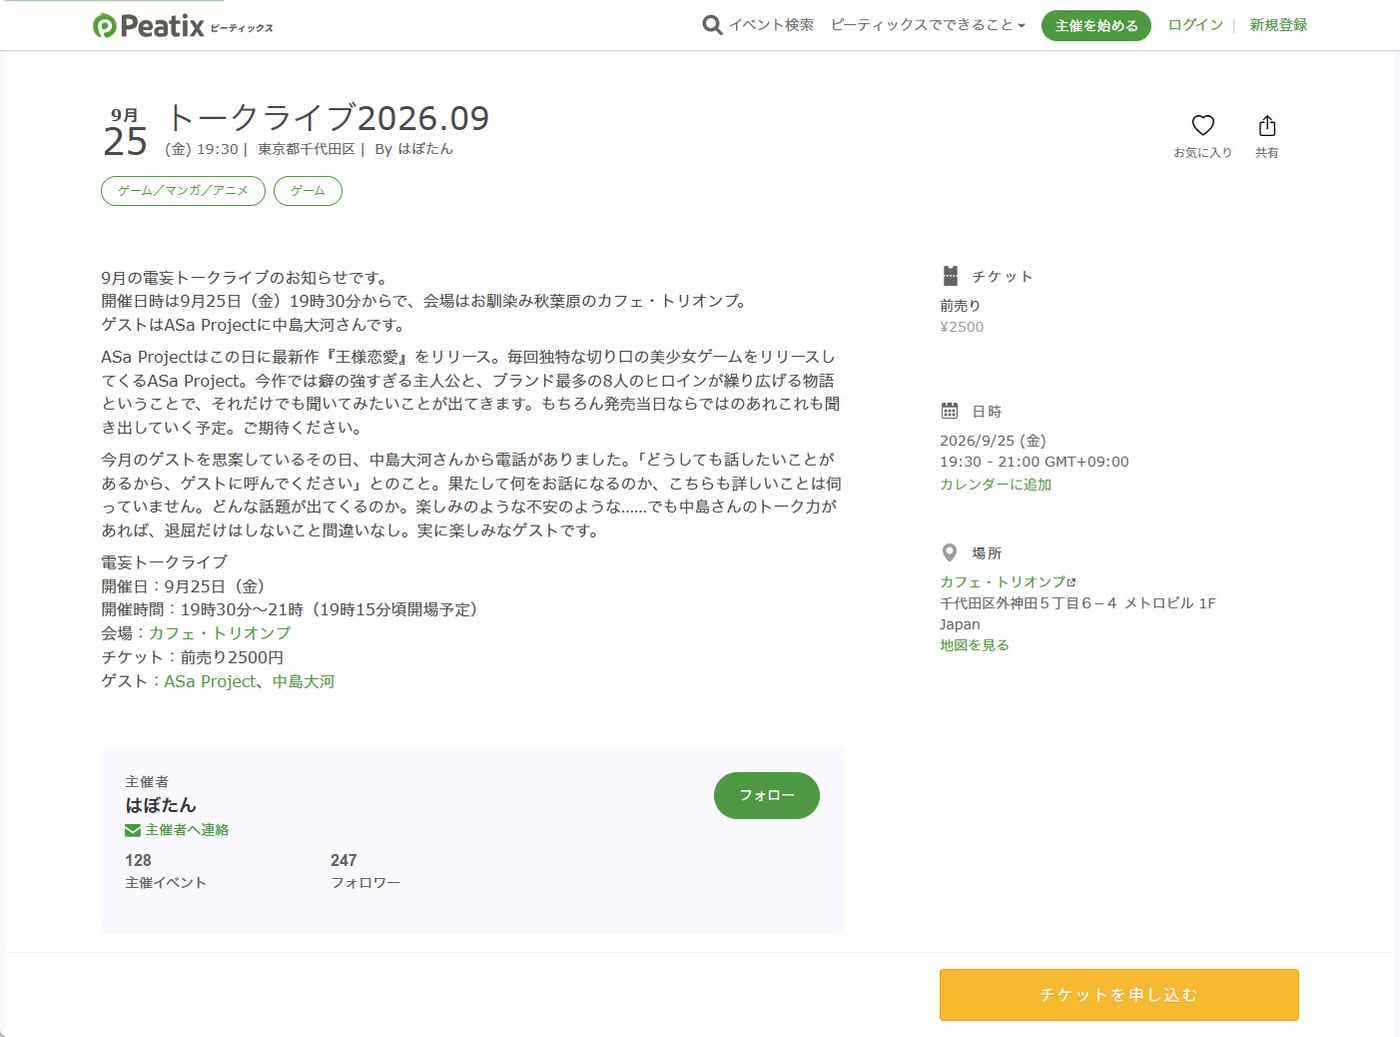 Peatix ピーティックス
イベント検索 ピーティックスでできること 主催を始める ログイン | 新規登録
9月
25
トークライブ2026.09
(金) 19:30 | 東京都千代田区 | By はぼたん
お気に入り 共有
ゲーム／マンガ／アニメ ゲーム
9月の電妄トークライブのお知らせです。
開催日時は9月25日（金）19時30分からで、会場はお馴染み秋葉原のカフェ・トリオンプ。
ゲストはASa Projectに中島大河さんです。
ASa Projectはこの日に最新作『王様恋愛』をリリース。毎回独特な切り口の美少女ゲームをリリースし
てくるASa Project。今作では癖の強すぎる主人公と、ブランド最多の8人のヒロインが繰り広げる物語
ということで、それだけでも聞いてみたいことが出てきます。もちろん発売当日ならではのあれこれも聞
き出していく予定。ご期待ください。
今月のゲストを思案しているその日、中島大河さんから電話がありました。「どうしても話したいことが
あるから、ゲストに呼んでください」とのこと。果たして何をお話になるのか、こちらも詳しいことは伺
っていません。どんな話題が出てくるのか。楽しみのような不安のような……でも中島さんのトーク力が
あれば、退屈だけはしないこと間違いなし。実に楽しみなゲストです。
電妄トークライブ
開催日：9月25日（金）
開催時間：19時30分～21時（19時15分頃開場予定）
会場：カフェ・トリオンプ
チケット：前売り2500円
ゲスト：ASa Project、中島大河
チケット
前売り
¥2500
日時
2026/9/25 (金)
19:30 - 21:00 GMT+09:00
カレンダーに追加
場所
カフェ・トリオンプ
千代田区外神田５丁目６−４ メトロビル 1F
Japan
地図を見る
主催者
はぼたん
主催者へ連絡
フォロー
128 247
主催イベント フォロワー
チケットを申し込む